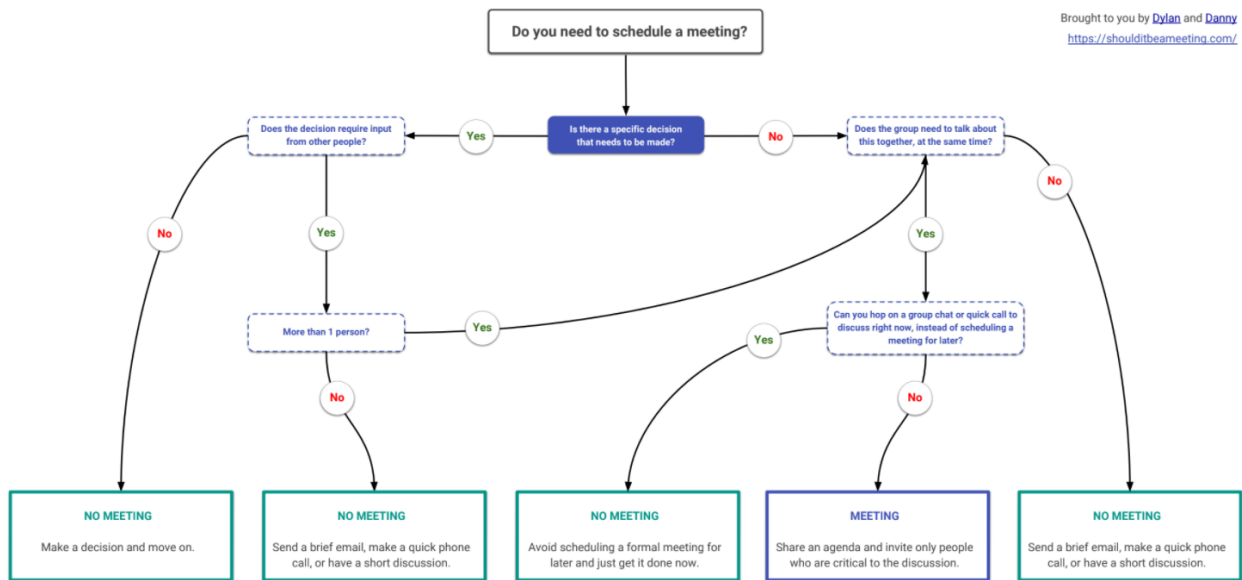 Do you need to schedule a meeting?
Brought to you by Dylan and Danny
https://shoulditbeameeting.com/
Does the decision require input
from other people?
Yes
Is there a specific decision
that needs to be made?
No
Does the group need to talk about
this together, at the same time?
No
No
Yes
Yes
More than 1 person?
Yes
Can you hop on a group chat or quick call to
discuss right now, instead of scheduling a
meeting for later?
Yes
No
No
NO MEETING
Make a decision and move on.
NO MEETING
Send a brief email, make a quick phone
call, or have a short discussion.
NO MEETING
Avoid scheduling a formal meeting for
later and just get it done now.
MEETING
Share an agenda and invite only people
who are critical to the discussion.
NO MEETING
Send a brief email, make a quick phone
call, or have a short discussion.